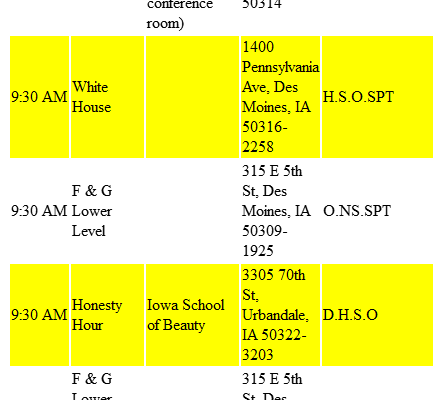 conference 50314
room)
1400
Pennsylvania
White Ave, Des
9:30 AM House Moines, IA H.S.O.SPT
50316-
2258
315 E 5th
F & G St, Des
9:30 AM Lower Moines, IA O.NS.SPT
Level 50309-
1925
3305 70th
St,
9:30 AM Honesty Iowa School Urbandale, D.H.S.O
Hour of Beauty IA 50322-
3203
F & G 315 E 5th
Lower St, Des